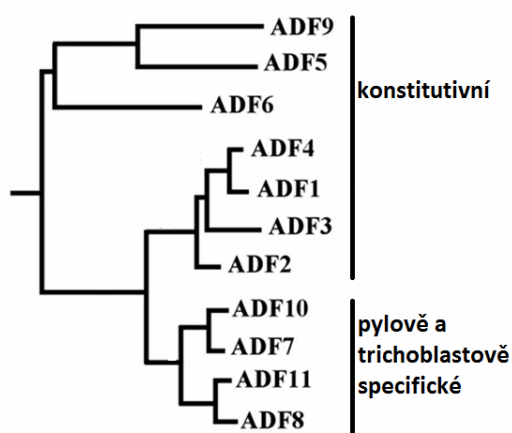 ADF9
ADF5
ADF6
ADF4
ADF1
ADF3
ADF2
ADF10
ADF7
ADF11
ADF8
konstitutivní
pylově a
trichoblastově
specifické